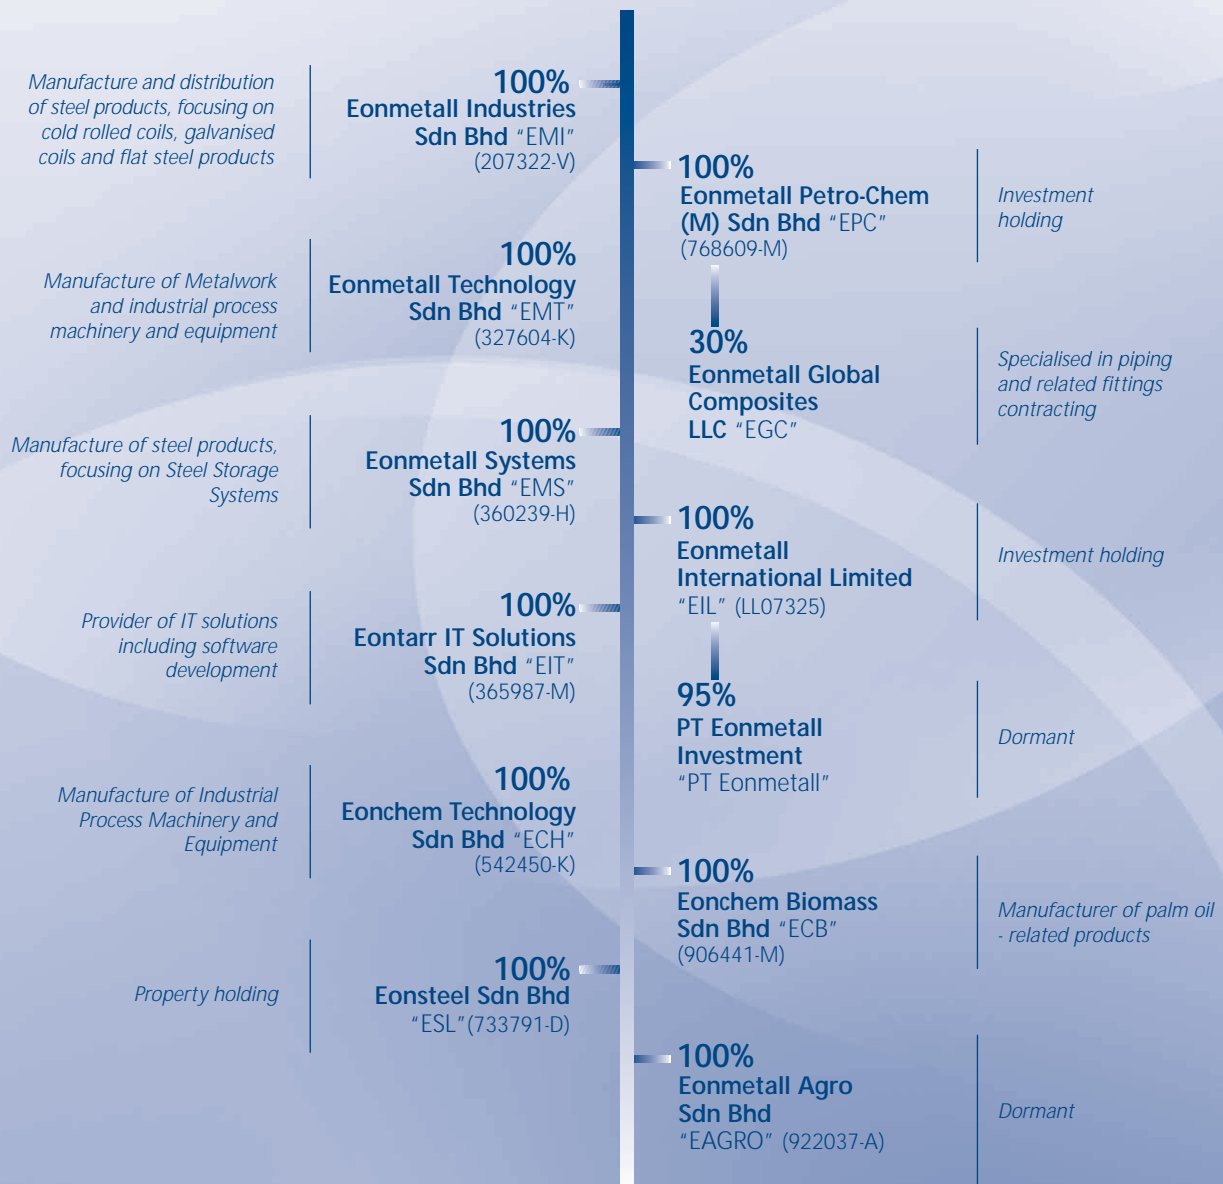 Manufacture and distribution
of steel products, focusing on
cold rolled coils, galvanised
coils and flat steel products
100%
Eonmetall Industries
Sdn Bhd “EMI”
(207322-V)
Manufacture of Metalwork
and industrial process
machinery and equipment
100%
Eonmetall Technology
Sdn Bhd “EMT”
(327604-K)
Manufacture of steel products,
focusing on Steel Storage
Systems
100%
Eonmetall Systems
Sdn Bhd “EMS”
(360239-H)
Provider of IT solutions
including software
development
100%
Eontarr IT Solutions
Sdn Bhd “EIT”
(365987-M)
Manufacture of Industrial
Process Machinery and
Equipment
100%
Eonchem Technology
Sdn Bhd “ECH”
(542450-K)
Property holding
100%
Eonsteel Sdn Bhd
“ESL”(733791-D)
100%
Eonmetall Petro-Chem
(M) Sdn Bhd “EPC”
(768609-M)
Investment
holding
30%
Eonmetall Global
Composites
LLC “EGC”
Specialised in piping
and related fittings
contracting
100%
Eonmetall
International Limited
“EIL” (LL07325)
Investment holding
95%
PT Eonmetall
Investment
“PT Eonmetall”
Dormant
100%
Eonchem Biomass
Sdn Bhd “ECB”
(906441-M)
Manufacturer of palm oil
- related products
100%
Eonmetall Agro
Sdn Bhd
“EAGRO” (922037-A)
Dormant